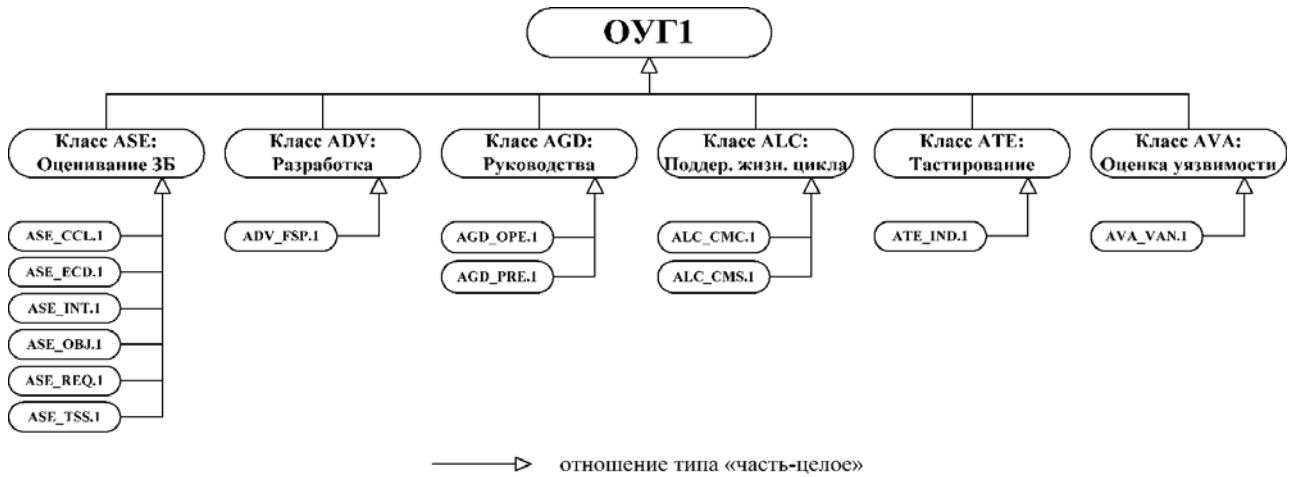 ОУГ1
Класс ASE:
Оценивание ЗБ
Класс ADV:
Разработка
Класс AGD:
Руководства
Класс ALC:
Поддер. жизн. цикла
Класс ATE:
Тастирование
Класс AVA:
Оценка уязвимости
ASE_CCL.1
ASE_ECD.1
ASE_INT.1
ASE_OBJ.1
ASE_REQ.1
ASE_TSS.1
ADV_FSP.1
AGD_OPE.1
AGD_PRE.1
ALC_CMC.1
ALC_CMS.1
ATE_IND.1
AVA_VAN.1
отношение типа «часть-целое»